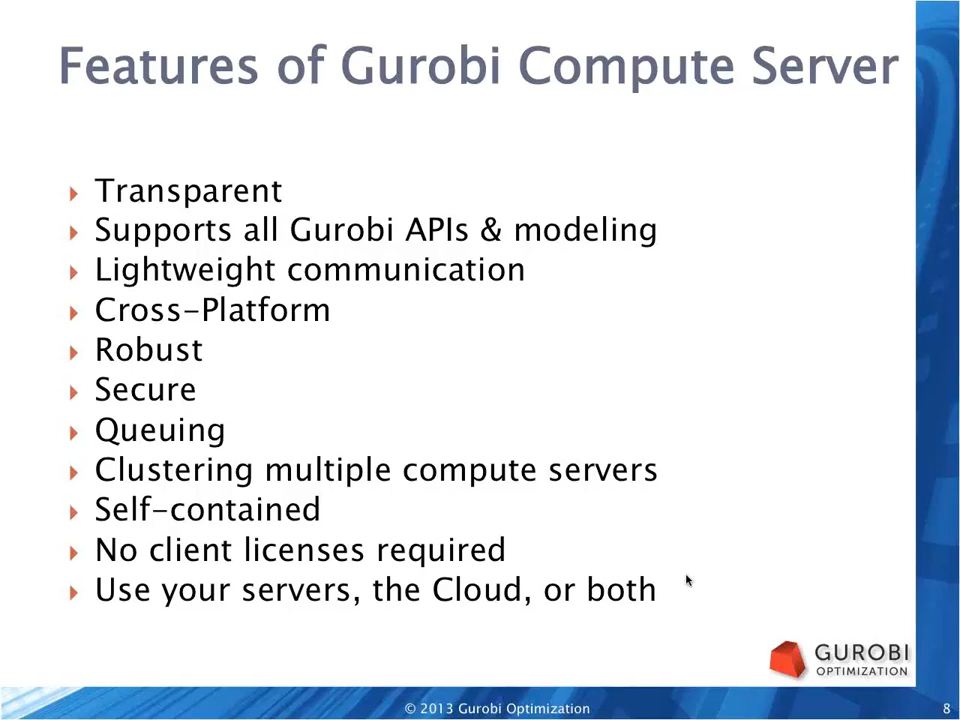 Features of Gurobi Compute Server
Transparent
Supports all Gurobi APIs & modeling
Lightweight communication
Cross-Platform
Robust
Secure
Queuing
Clustering multiple compute servers
Self-contained
No client licenses required
Use your servers, the Cloud, or both
GUROBI
OPTIMIZATION
© 2013 Gurobi Optimization
8